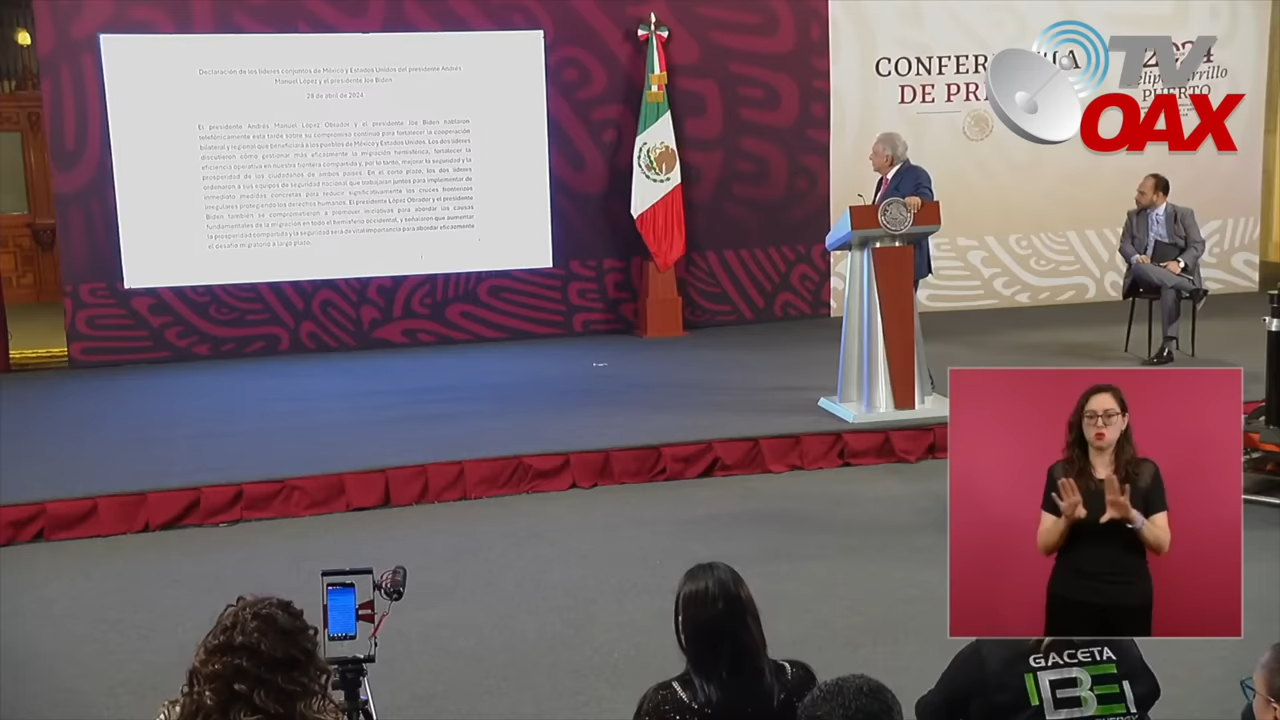 Declaración de los líderes conjuntos de México y Estados Unidos del presidente Andrés
Manuel López y el presidente Joe Biden
28 de abril de 2024
El presidente Andrés Manuel López Obrador y el presidente Joe Biden hablaron
telefónicamente esta tarde sobre su compromiso continuo para fortalecer la cooperación
bilateral y regional que beneficiará a los pueblos de México y Estados Unidos. Los dos líderes
discutieron cómo gestionar más eficazmente la migración hemisférica, fortalecer la
eficiencia operativa en nuestra frontera compartida y, por lo tanto, mejorar la seguridad y la
prosperidad de los ciudadanos de ambos países. En el corto plazo, los dos líderes
ordenaron a sus equipos de seguridad nacional que trabajaran juntos para implementar de
inmediato medidas concretas para reducir significativamente los cruces fronterizos
irregulares protegiendo los derechos humanos. El presidente López Obrador y el presidente
Biden también se comprometieron a promover iniciativas para abordar las causas
fundamentales de la migración en todo el hemisferio occidental, y señalaron que aumentar
la prosperidad compartida y la seguridad será de vital importancia para abordar eficazmente
el desafío migratorio a largo plazo.
CONFERENCIA
DE PRE
2024
Felipe Carrillo
PUERTO
TV
OAX
GACETA
IBEI